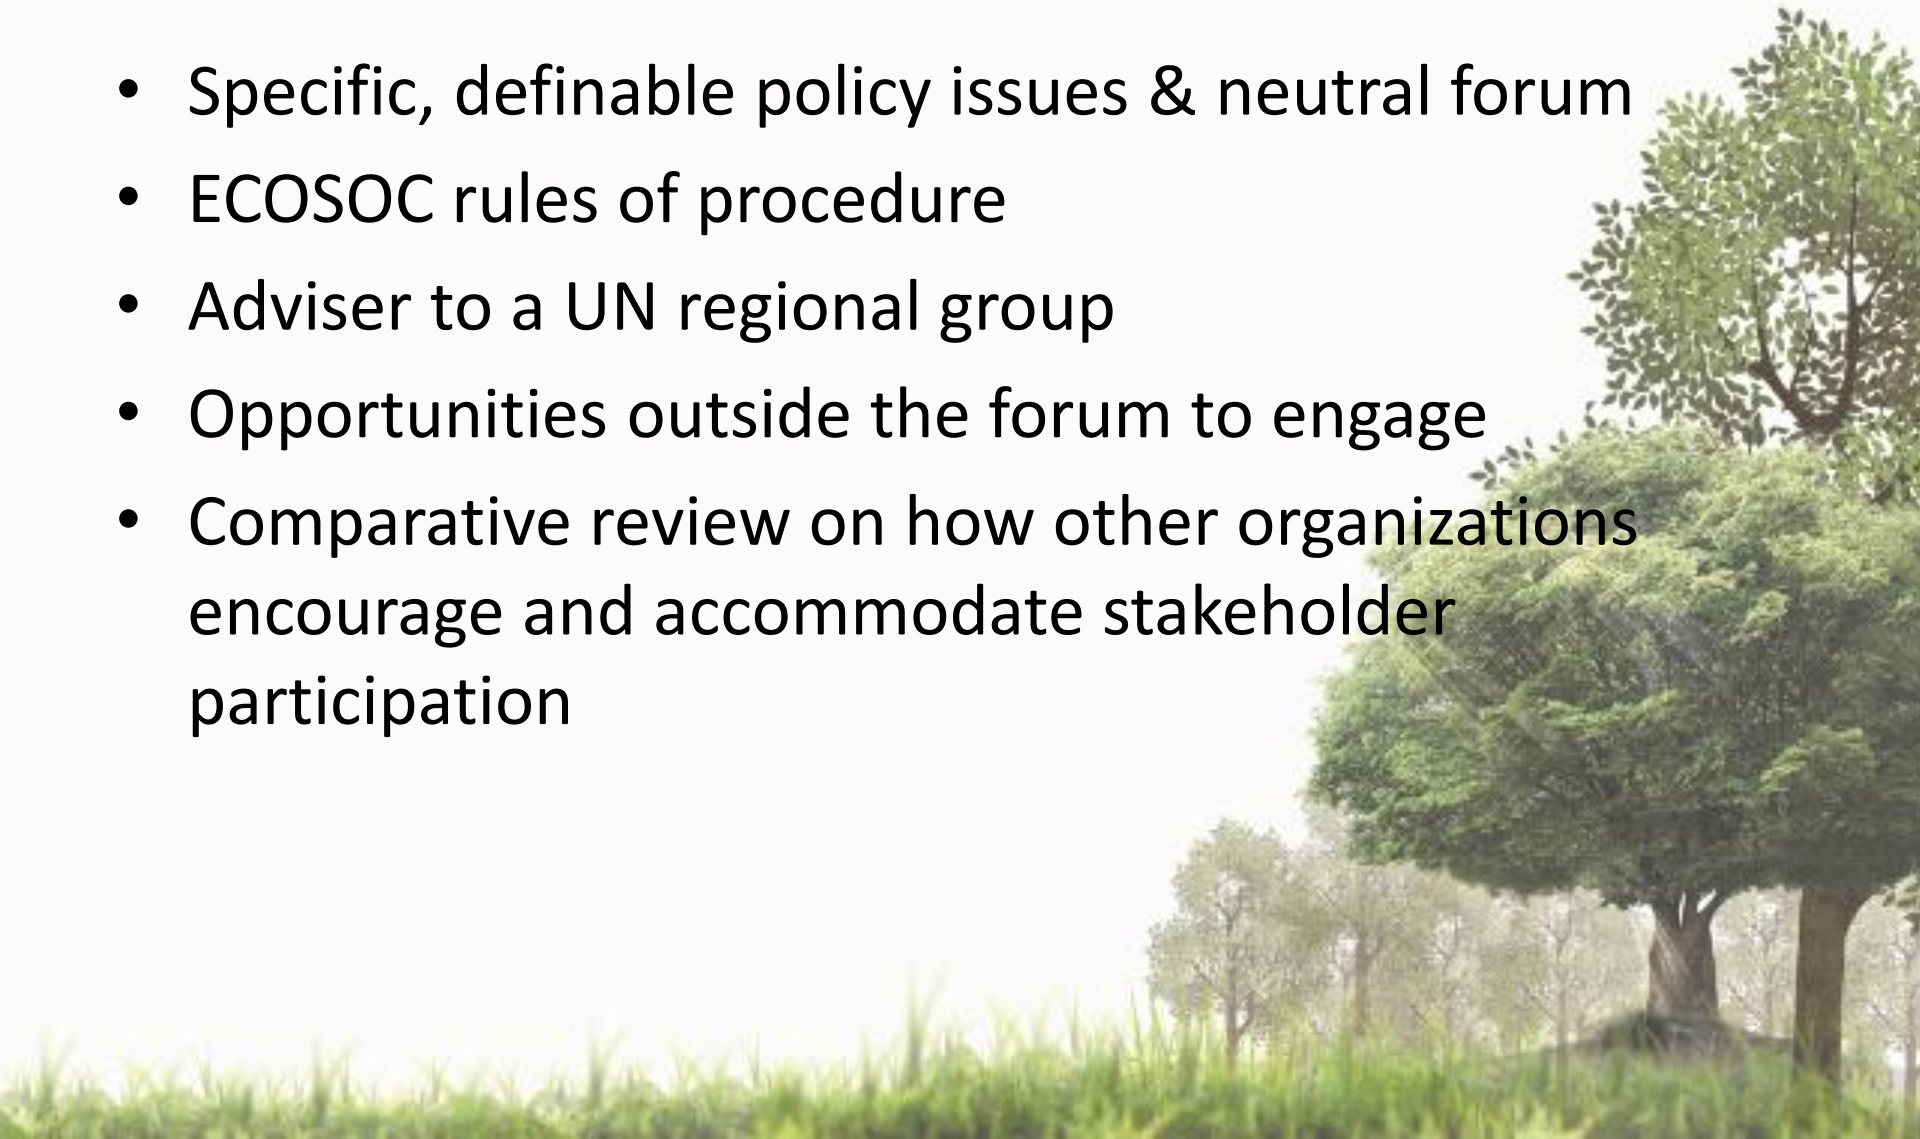 • Specific, definable policy issues & neutral forum
• ECOSOC rules of procedure
• Adviser to a UN regional group
• Opportunities outside the forum to engage
• Comparative review on how other organizations
encourage and accommodate stakeholder
participation